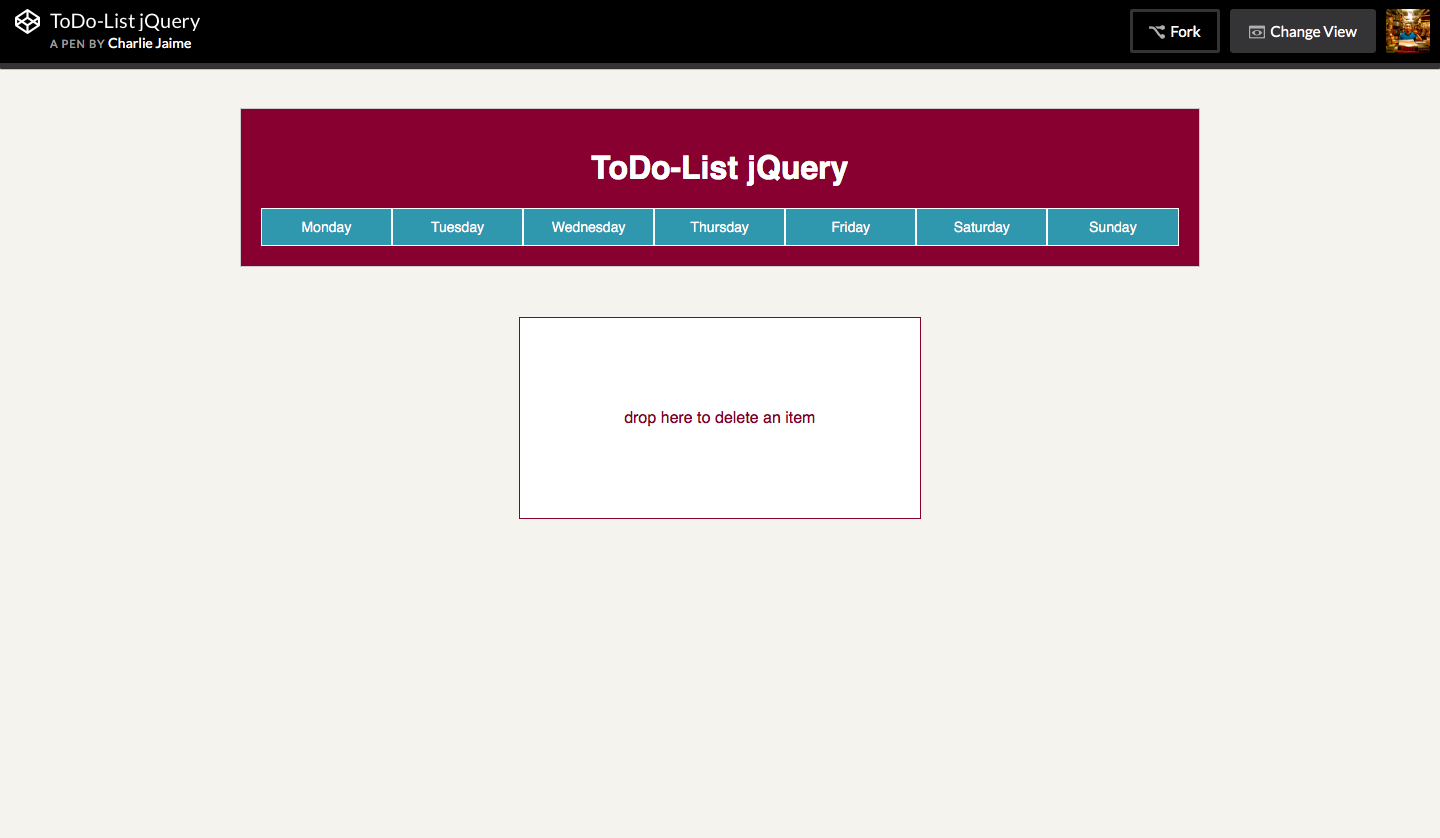 ToDo-List jQuery
A PEN BY Charlie Jaime
Fork
Change View
ToDo-List jQuery
Monday Tuesday Wednesday Thursday Friday Saturday Sunday
drop here to delete an item